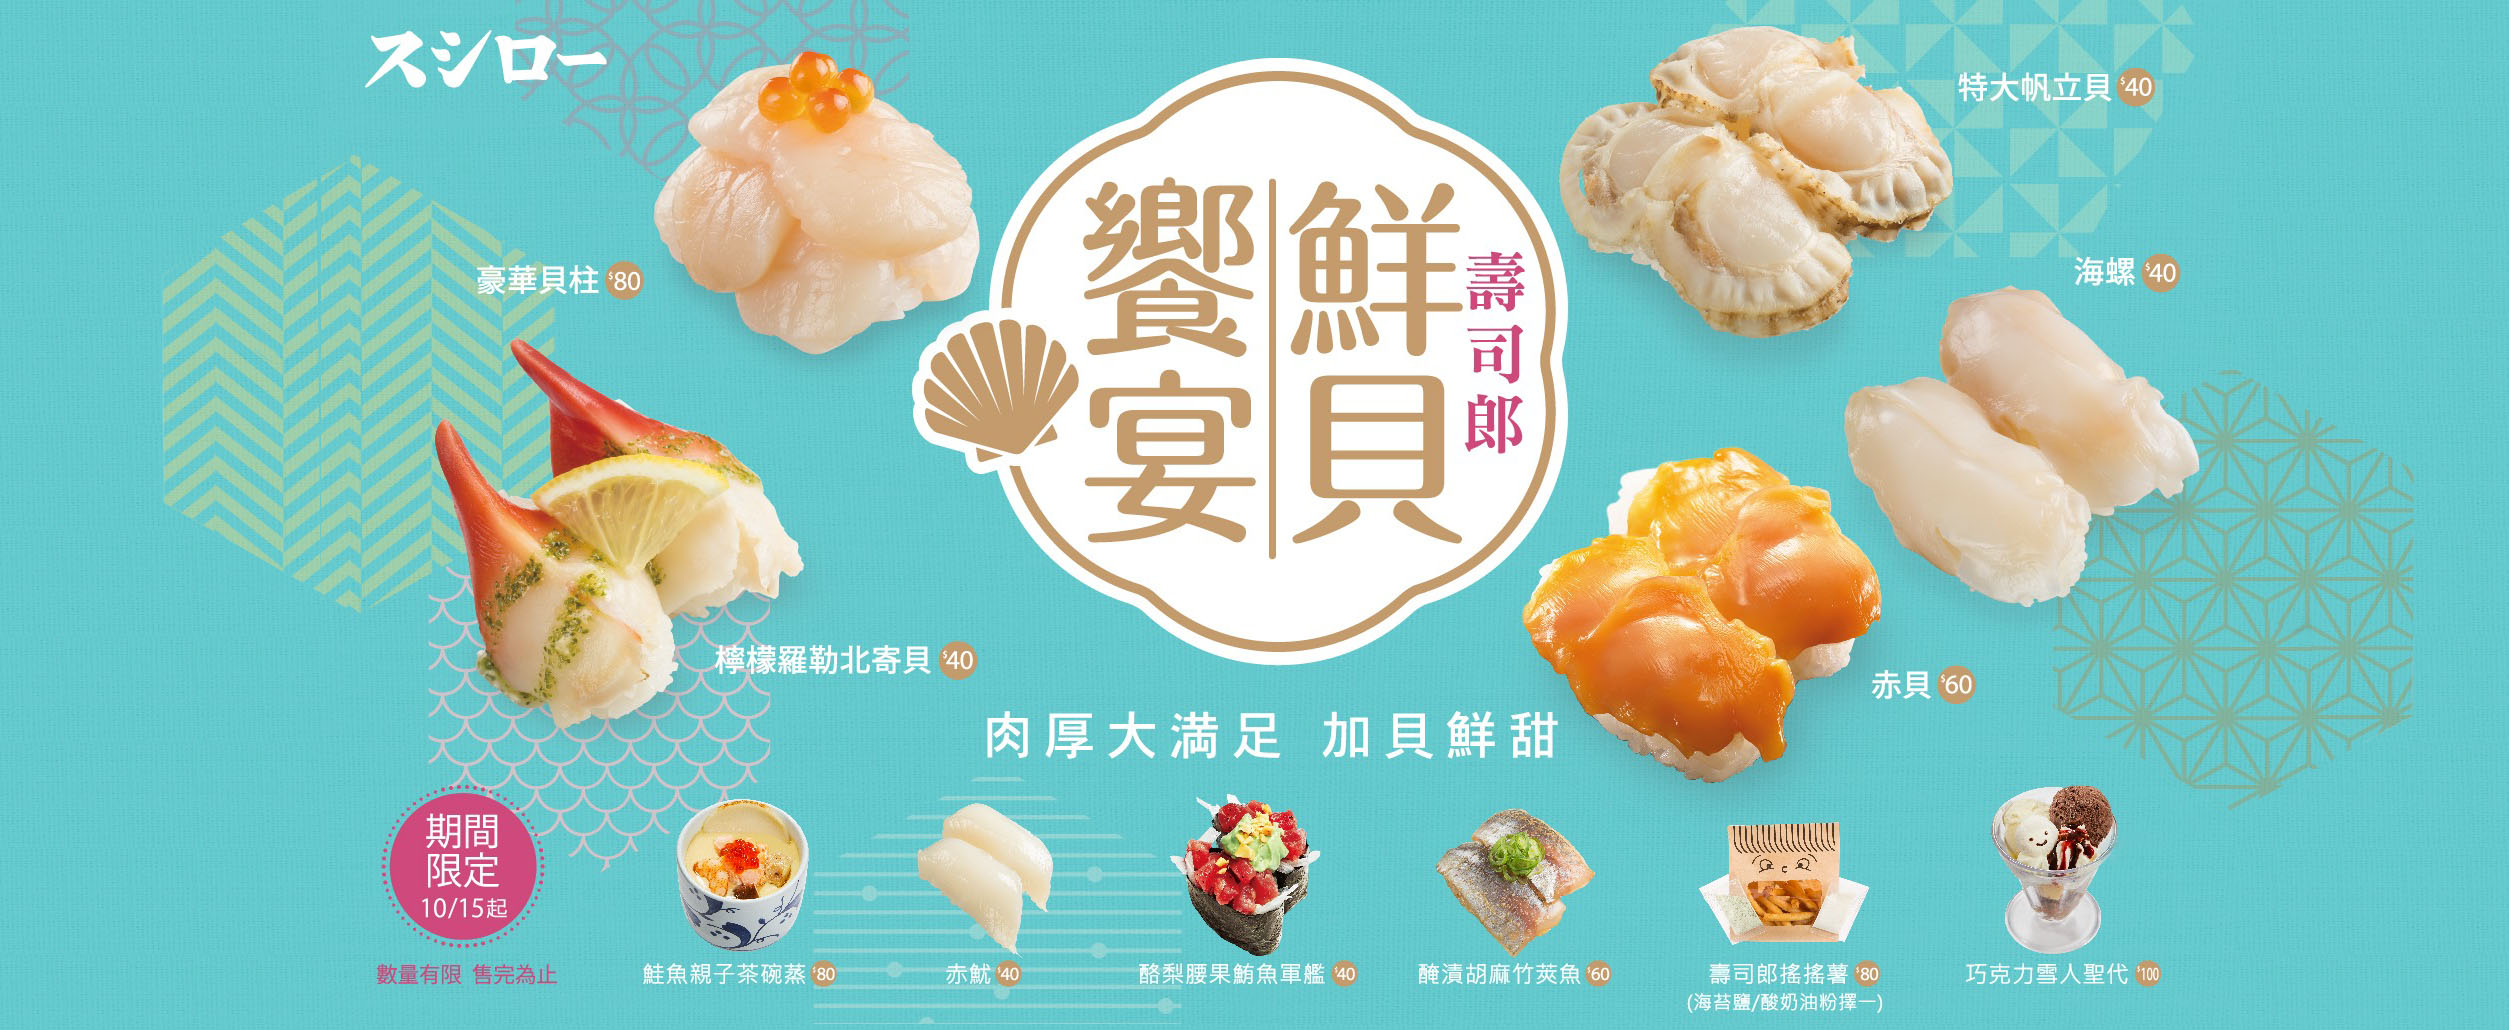 スシロー
壽司郎
鮮貝
饗宴
豪華貝柱 $80
特大帆立貝 $40
海螺 $40
檸檬羅勒北寄貝 $40
赤貝 $60
肉厚大満足 加貝鮮甜
期間
限定
10/15起
數量有限 售完為止
鮭魚親子茶碗蒸 $80
赤魷 $40
酪梨腰果鮪魚軍艦 $40
醃漬胡麻竹莢魚 $60
壽司郎搖搖薯 $80
(海苔鹽/酸奶油粉擇一)
巧克力雪人聖代 $100